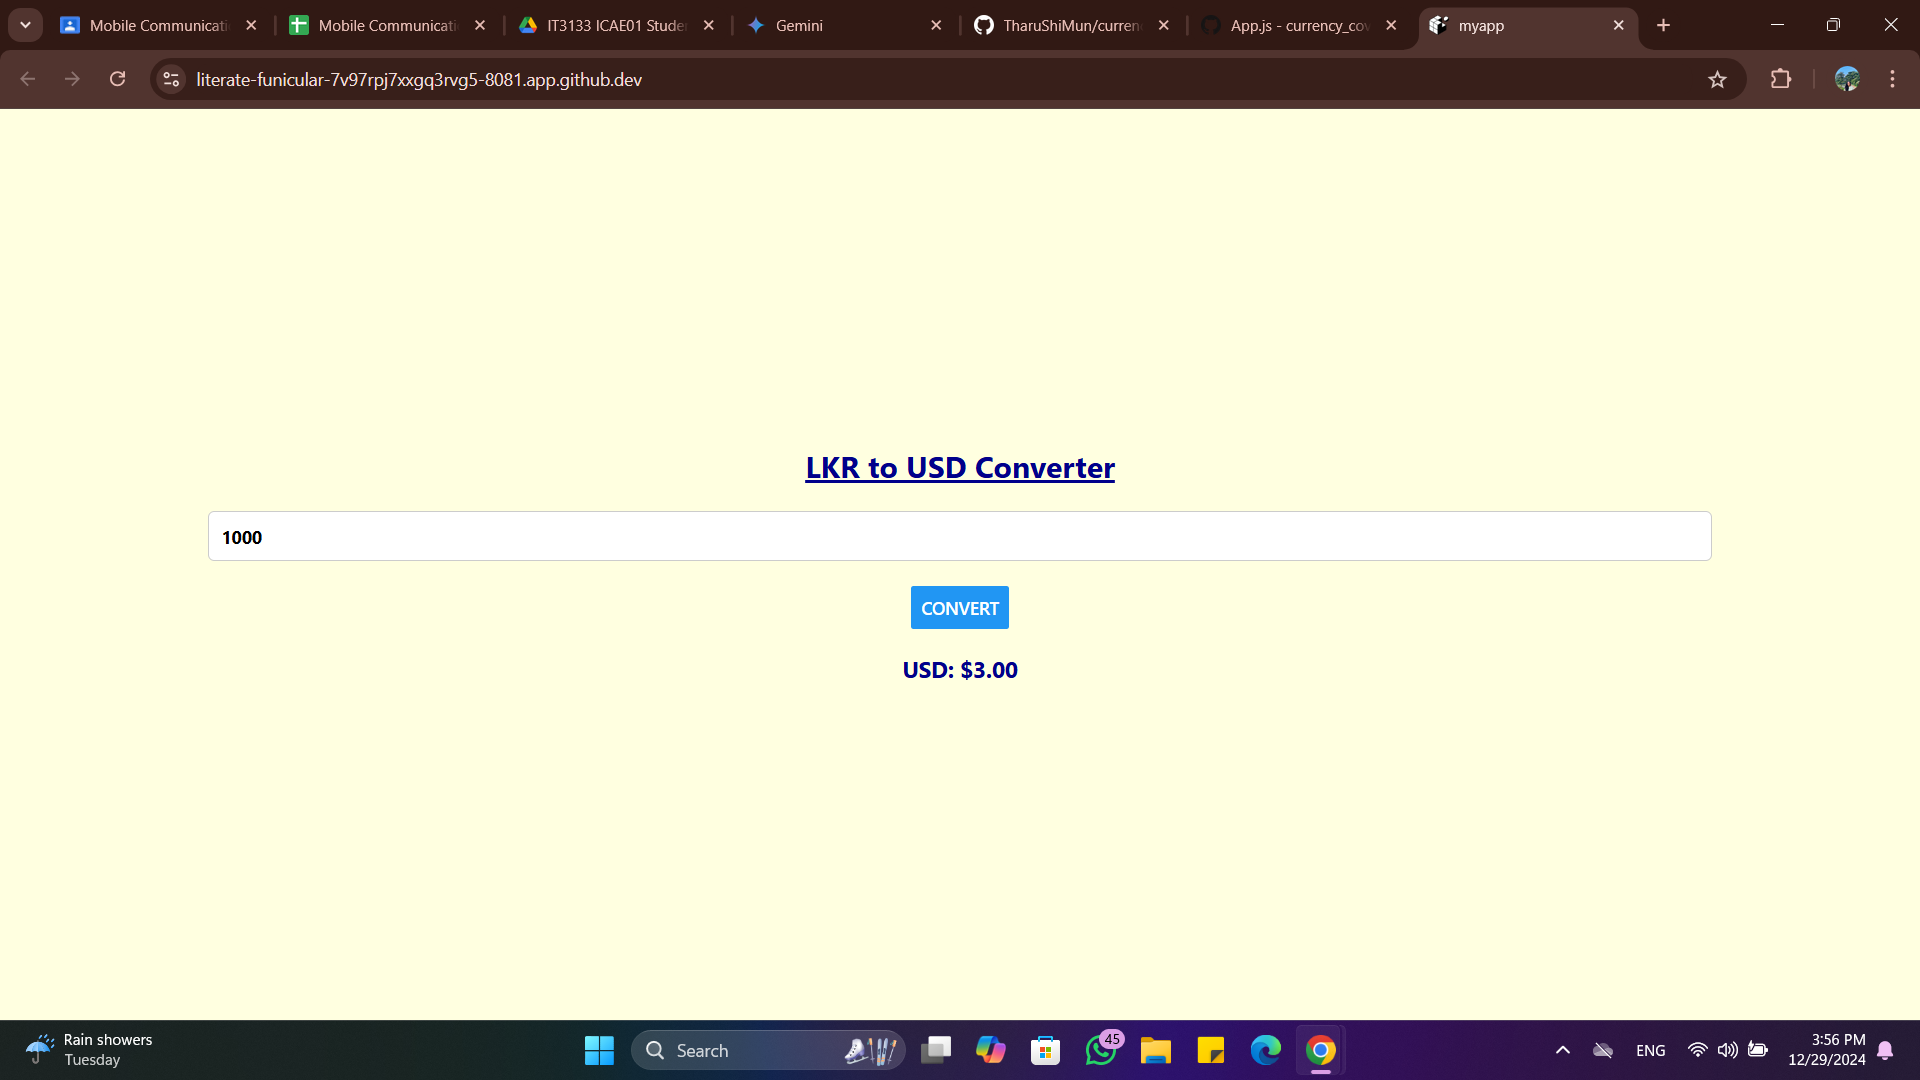 Mobile Communicati
Mobile Communicati
IT3133 ICAE01 Stude
Gemini
TharuShiMun/curren
App.js - currency_cov
myapp
literate-funicular-7v97rpj7xxgq3rvg5-8081.app.github.dev
LKR to USD Converter
1000
CONVERT
USD: $3.00
Rain showers
Tuesday
Search
45
ENG
3:56 PM
12/29/2024